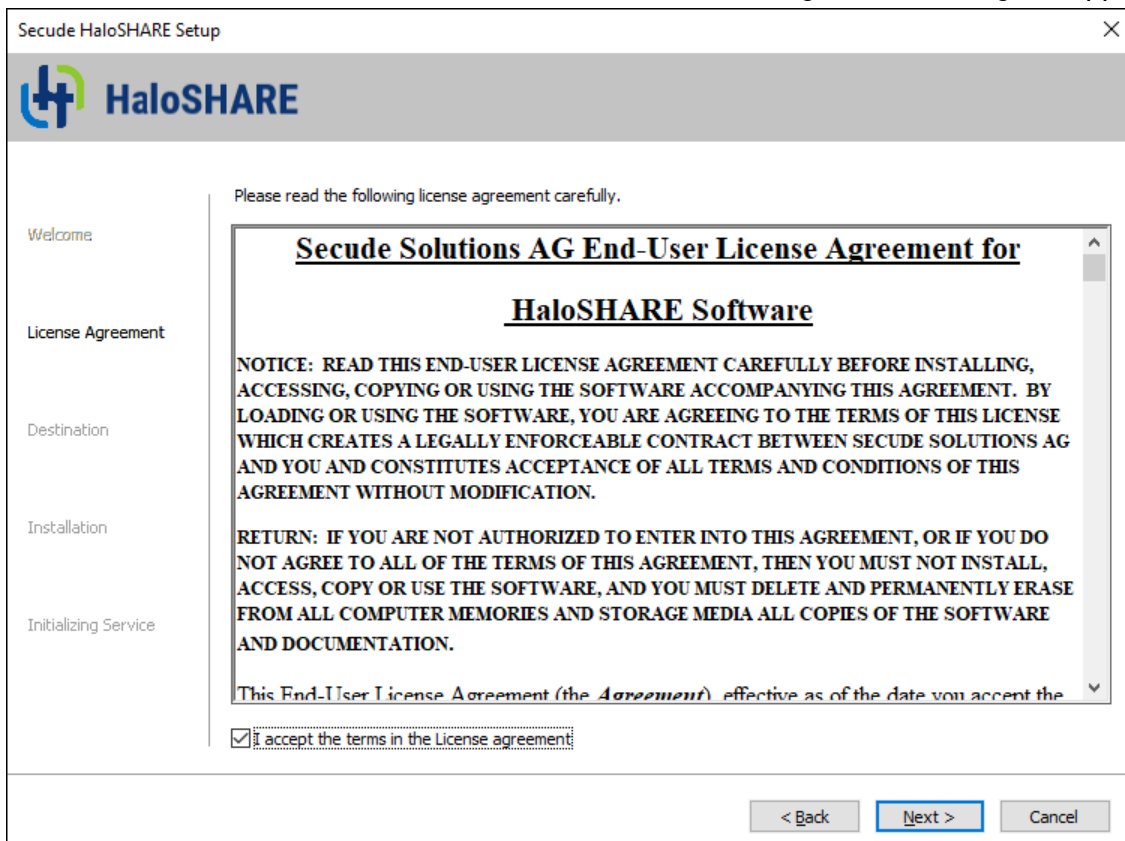 Secude HaloSHARE Setup
HaloSHARE
Please read the following license agreement carefully.
Welcome
License Agreement
Destination
Installation
Initializing Service
Secude Solutions AG End-User License Agreement for
HaloSHARE Software
NOTICE: READ THIS END-USER LICENSE AGREEMENT CAREFULLY BEFORE INSTALLING,
ACCESSING, COPYING OR USING THE SOFTWARE ACCOMPANYING THIS AGREEMENT. BY
LOADING OR USING THE SOFTWARE, YOU ARE AGREEING TO THE TERMS OF THIS LICENSE
WHICH CREATES A LEGALLY ENFORCEABLE CONTRACT BETWEEN SECUDE SOLUTIONS AG
AND YOU AND CONSTITUTES ACCEPTANCE OF ALL TERMS AND CONDITIONS OF THIS
AGREEMENT WITHOUT MODIFICATION.
RETURN: IF YOU ARE NOT AUTHORIZED TO ENTER INTO THIS AGREEMENT, OR IF YOU DO
NOT AGREE TO ALL OF THE TERMS OF THIS AGREEMENT, THEN YOU MUST NOT INSTALL,
ACCESS, COPY OR USE THE SOFTWARE, AND YOU MUST DELETE AND PERMANENTLY ERASE
FROM ALL COMPUTER MEMORIES AND STORAGE MEDIA ALL COPIES OF THE SOFTWARE
AND DOCUMENTATION.
This End-User License Agreement (the Agreement), effective as of the date you accept the
I accept the terms in the License agreement
< Back
Next >
Cancel